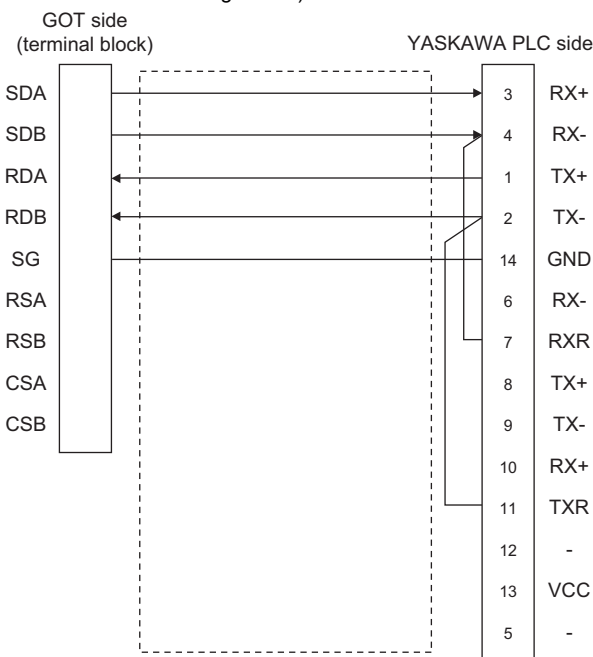 GOT side
(terminal block)
YASKAWA PLC side
SDA 3 RX+
SDB 4 RX-
RDA 1 TX+
RDB 2 TX-
SG 14 GND
RSA 6 RX-
RSB 7 RXR
CSA 8 TX+
CSB 9 TX-
10 RX+
11 TXR
12 -
13 VCC
5 -